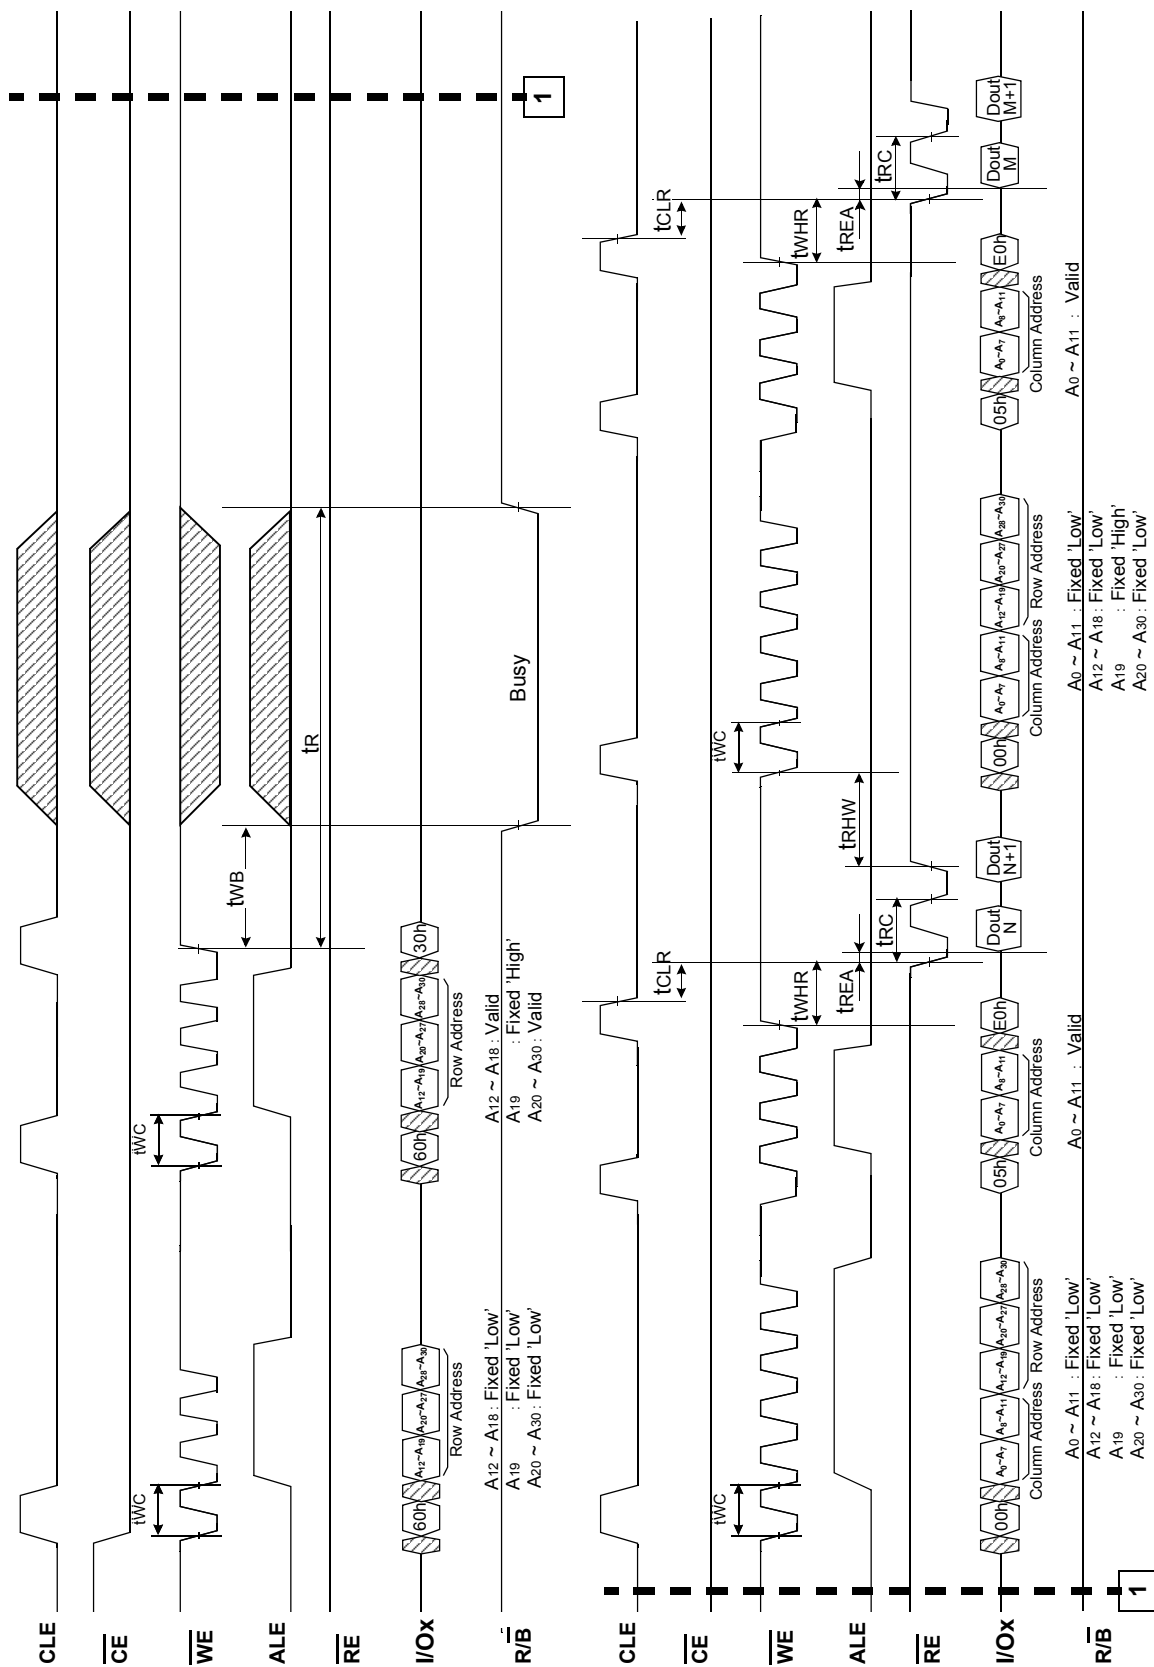 CLE
CE
WE
ALE
RE
I/Ox
R/B
tWC
tWC
tWB
tR
60h
A12~A19
A20~A27
A28~A30
Row Address
A12 ~ A18 : Fixed 'Low'
A19 : Fixed 'Low'
A20 ~ A30 : Fixed 'Low'
60h
A12~A19
A20~A27
A28~A30
30h
Row Address
A12 ~ A18 : Valid
A19 : Fixed 'High'
A20 ~ A30 : Valid
Busy
1
CLE
CE
WE
ALE
RE
I/Ox
R/B
1
tWC
tCLR
tWHR
tREA
tRC
tRHW
tWC
tCLR
tWHR
tREA
tRC
00h
A0~A7
A8~A11
A12~A19
A20~A27
A28~A30
Column Address
Row Address
A0 ~ A11 : Fixed 'Low'
A12 ~ A18 : Fixed 'Low'
A19 : Fixed 'Low'
A20 ~ A30 : Fixed 'Low'
05h
A0~A7
A8~A11
E0h
Column Address
A0 ~ A11 : Valid
Dout
N
Dout
N+1
00h
A0~A7
A8~A11
A12~A19
A20~A27
A28~A30
Column Address
Row Address
A0 ~ A11 : Fixed 'Low'
A12 ~ A18 : Fixed 'Low'
A19 : Fixed 'High'
A20 ~ A30 : Fixed 'Low'
05h
A0~A7
A8~A11
E0h
Column Address
A0 ~ A11 : Valid
Dout
M
Dout
M+1